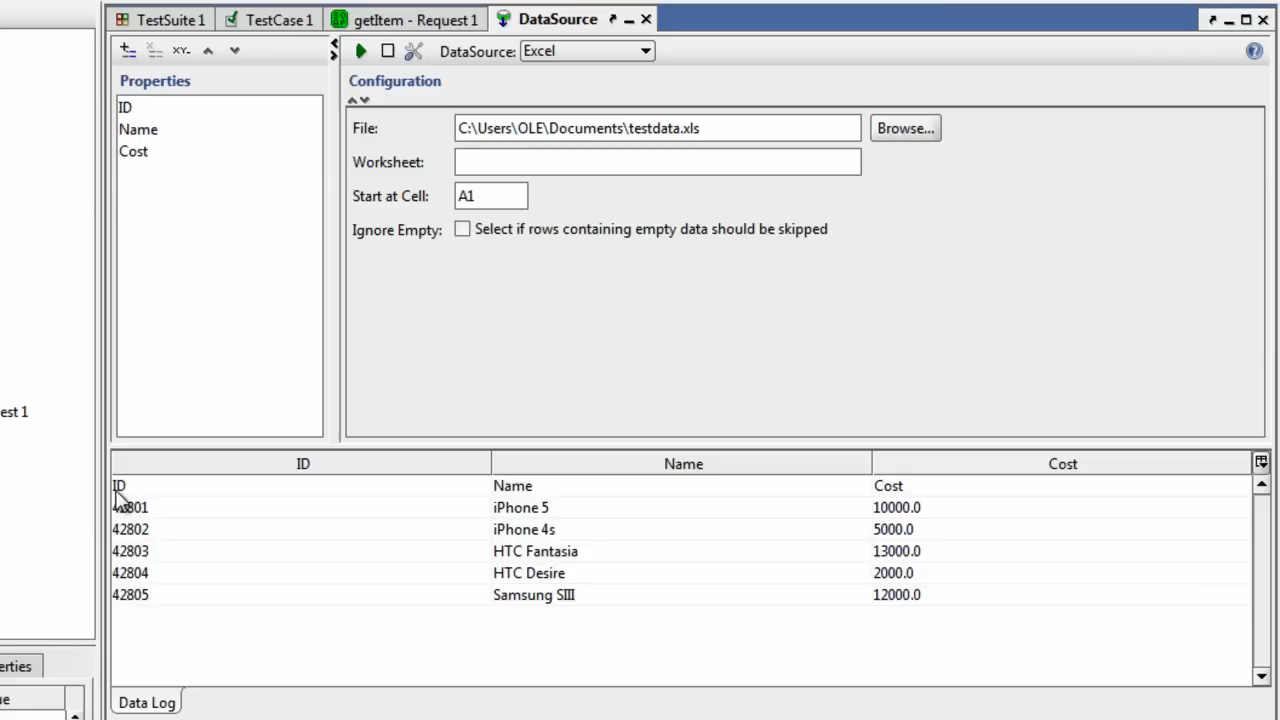 TestSuite 1
TestCase 1
getItem - Request 1
DataSource
XY-
DataSource: Excel
Properties
Configuration
ID
Name
Cost
File: C:\Users\OLE\Documents\testdata.xls Browse...
Worksheet:
Start at Cell: A1
Ignore Empty: Select if rows containing empty data should be skipped
est 1
ID Name Cost
ID Name Cost
42801 iPhone 5 10000.0
42802 iPhone 4s 5000.0
42803 HTC Fantasia 13000.0
42804 HTC Desire 2000.0
42805 Samsung SIII 12000.0
erties
ue
Data Log